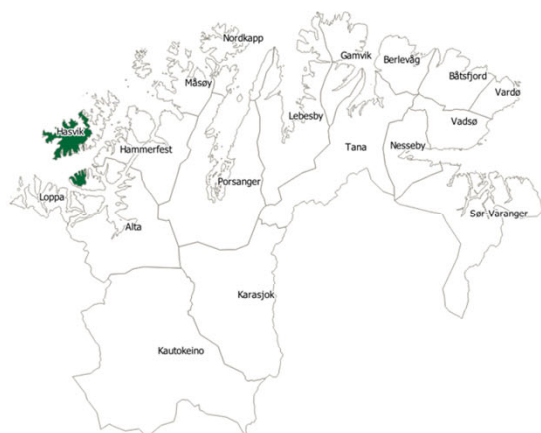 Nordkapp
Gamvik
Berlevåg
Båtsfjord
Vardø
Måsøy
Lebesby
Vadsø
Hasvik
Hammerfest
Tana
Nesseby
Porsanger
Loppa
Sør Varanger
Alta
Karasjok
Kautokeino